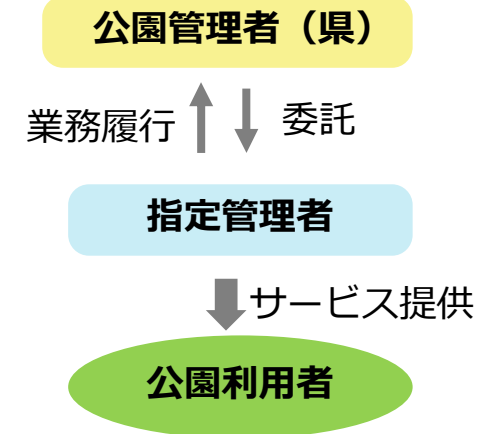 公園管理者（県）
業務履行
委託
指定管理者
サービス提供
公園利用者